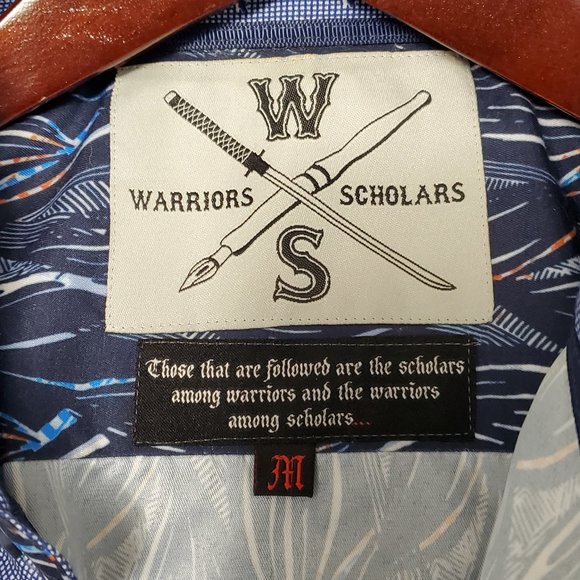 W
WARRIORS SCHOLARS
S
Those that are followed are the scholars
among warriors and the warriors
among scholars...
M